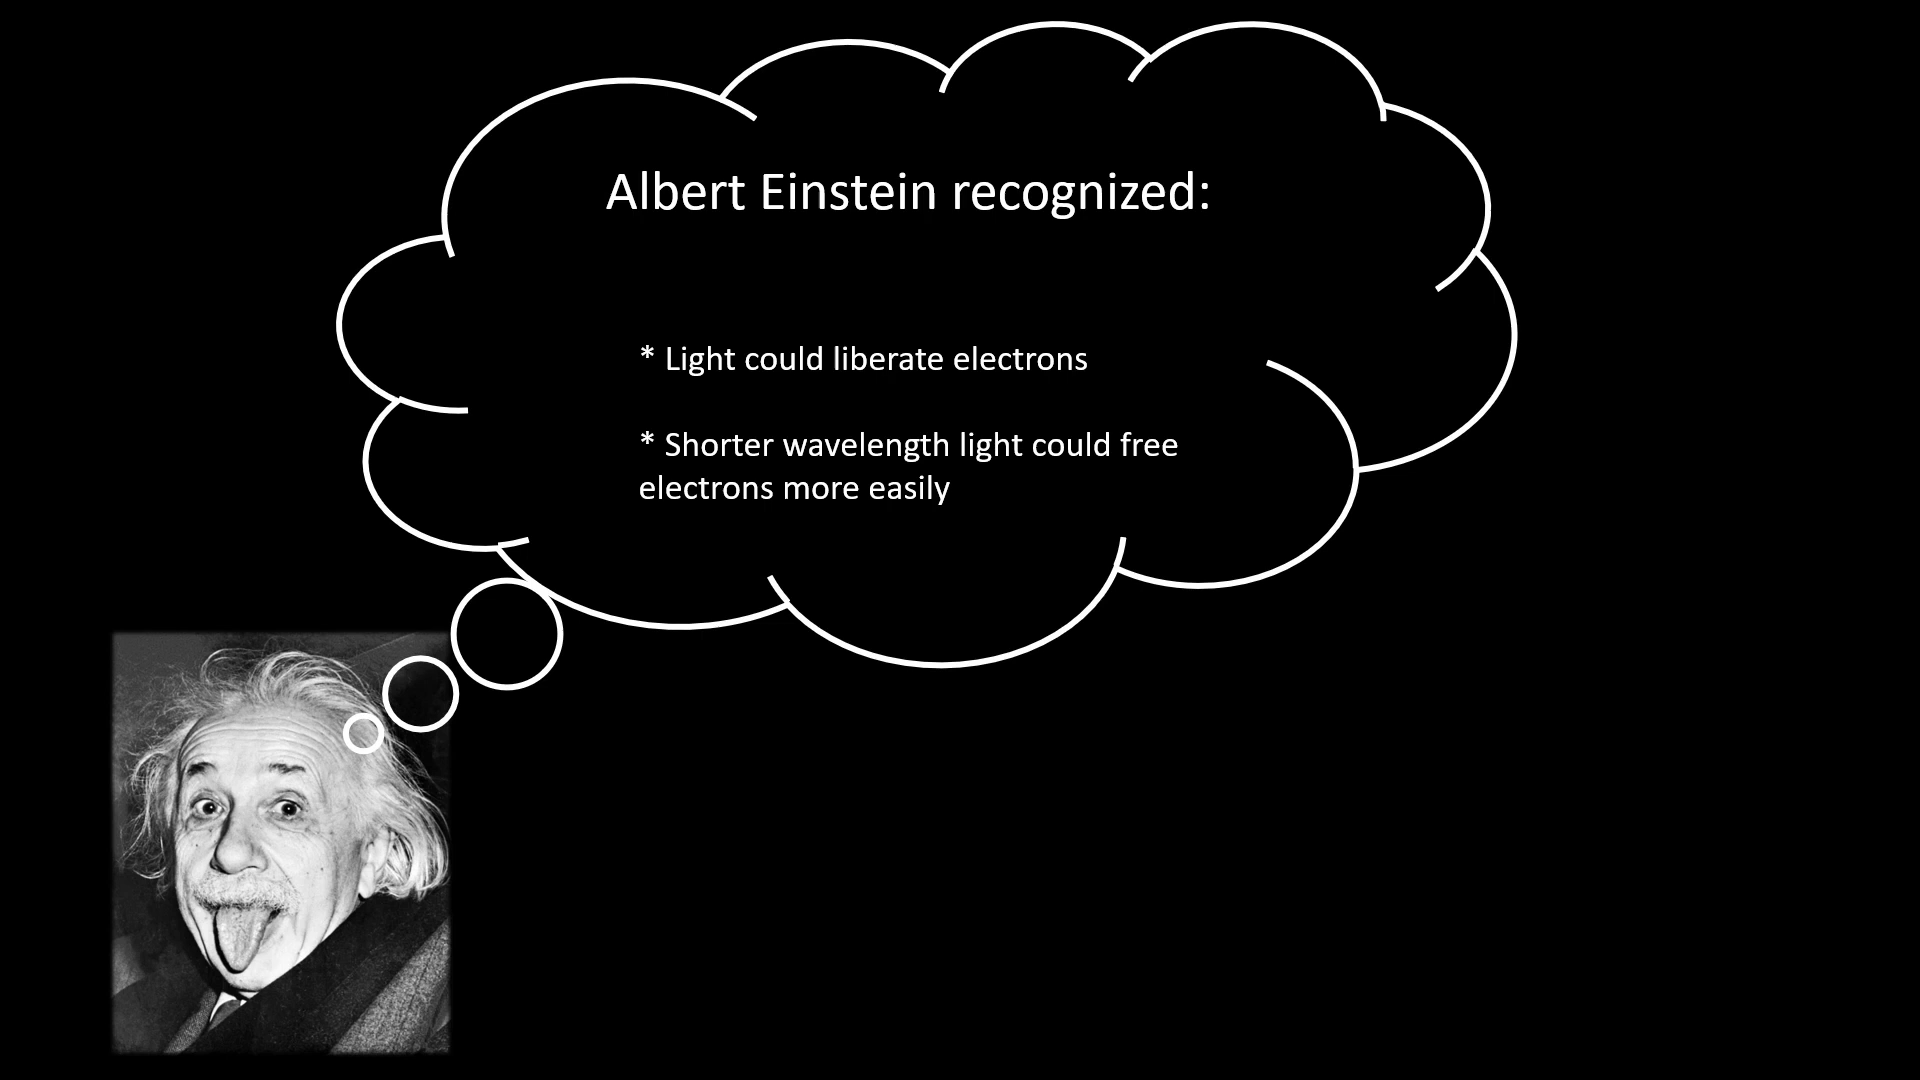 Albert Einstein recognized:
* Light could liberate electrons
* Shorter wavelength light could free
electrons more easily